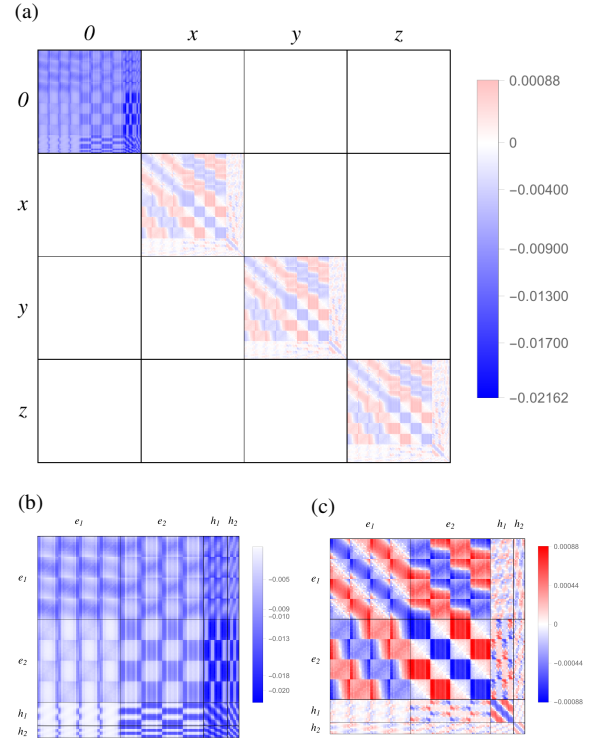 (a)
0 x y z
0
x
y
z
0.00088
0
−0.00400
−0.00900
−0.01300
−0.01700
−0.02162
(b)
e1 e2 h1 h2
e1
e2
h1
h2
−0.005
−0.009
−0.010
−0.013
−0.018
−0.020
(c)
e1 e2 h1 h2
e1
e2
h1
h2
0.00088
0.00044
0
−0.00044
−0.00088